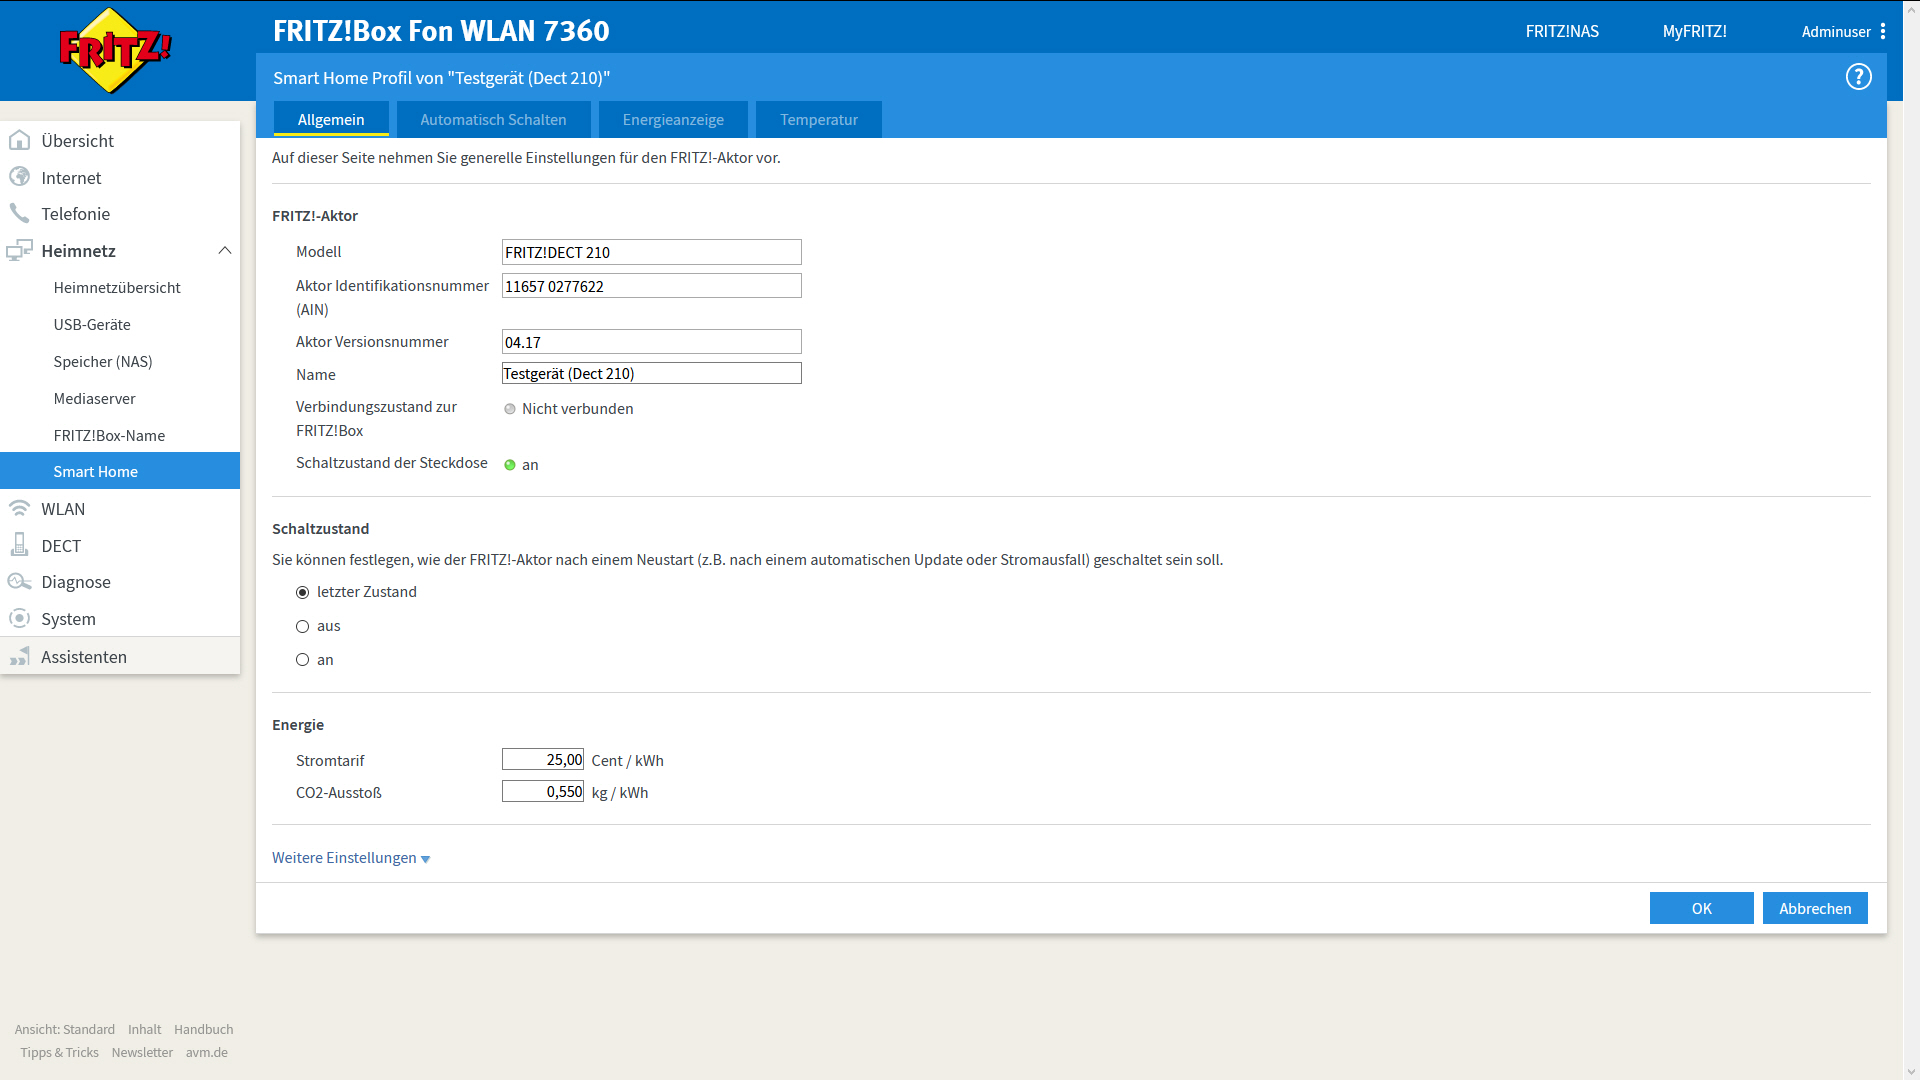 FRITZ!
FRITZ!Box Fon WLAN 7360
FRITZ!NAS
MyFRITZ!
Adminuser
Smart Home Profil von "Testgerät (Dect 210)"
?
Allgemein
Automatisch Schalten
Energieanzeige
Temperatur
Übersicht
Internet
Telefonie
Heimnetz
Heimnetzübersicht
USB-Geräte
Speicher (NAS)
Mediaserver
FRITZ!Box-Name
Smart Home
WLAN
DECT
Diagnose
System
Assistenten
Auf dieser Seite nehmen Sie generelle Einstellungen für den FRITZ!-Aktor vor.
FRITZ!-Aktor
Modell FRITZ!DECT 210
Aktor Identifikationsnummer 11657 0277622
(AIN)
Aktor Versionsnummer 04.17
Name Testgerät (Dect 210)
Verbindungszustand zur Nicht verbunden
FRITZ!Box
Schaltzustand der Steckdose an
Schaltzustand
Sie können festlegen, wie der FRITZ!-Aktor nach einem Neustart (z.B. nach einem automatischen Update oder Stromausfall) geschaltet sein soll.
letzter Zustand
aus
an
Energie
Stromtarif 25,00 Cent / kWh
CO2-Ausstoß 0,550 kg / kWh
Weitere Einstellungen
OK
Abbrechen
Ansicht: Standard Inhalt Handbuch
Tipps & Tricks Newsletter avm.de